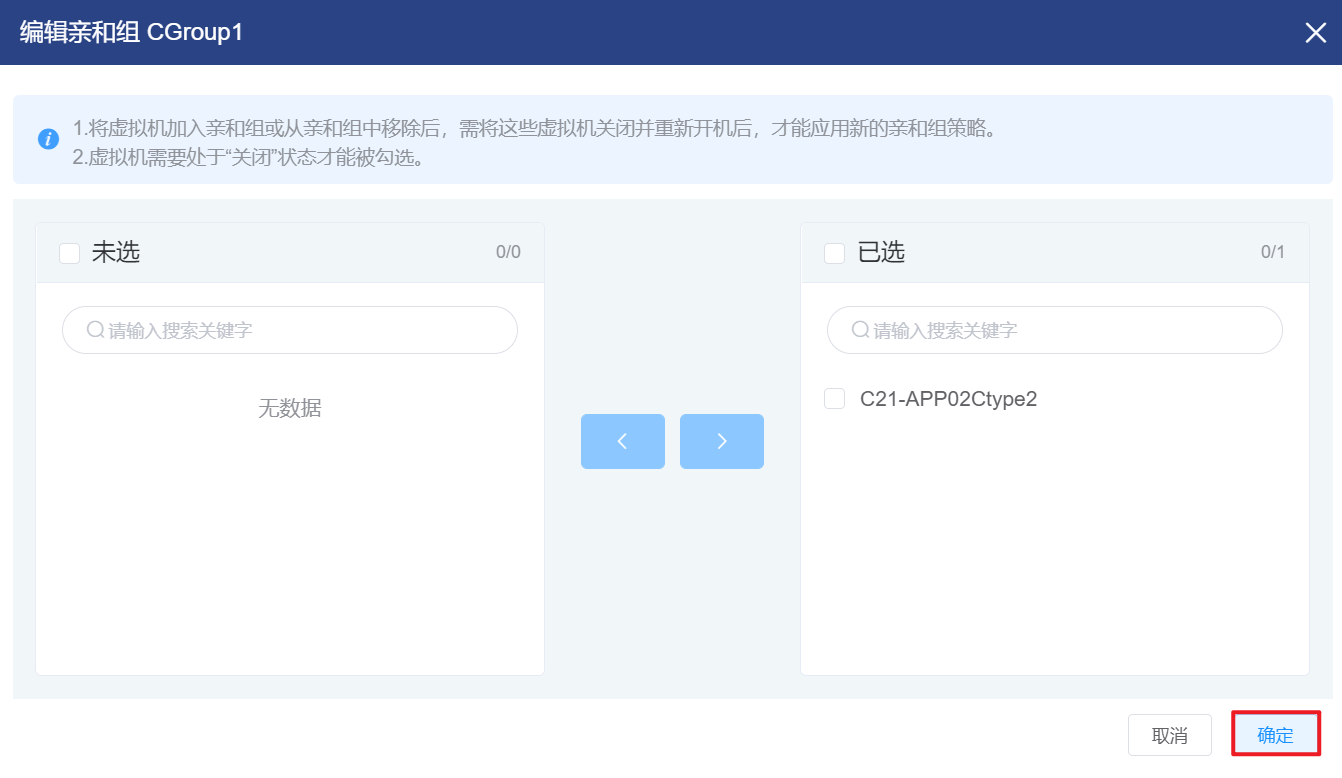 编辑亲和组 CGroup1
1.将虚拟机加入亲和组或从亲和组中移除后，需将这些虚拟机关闭并重新开机后，才能应用新的亲和组策略。
2.虚拟机需要处于“关闭”状态才能被勾选。
未选 0/0
请输入搜索关键字
无数据
已选 0/1
请输入搜索关键字
C21-APP02Ctype2
取消 确定